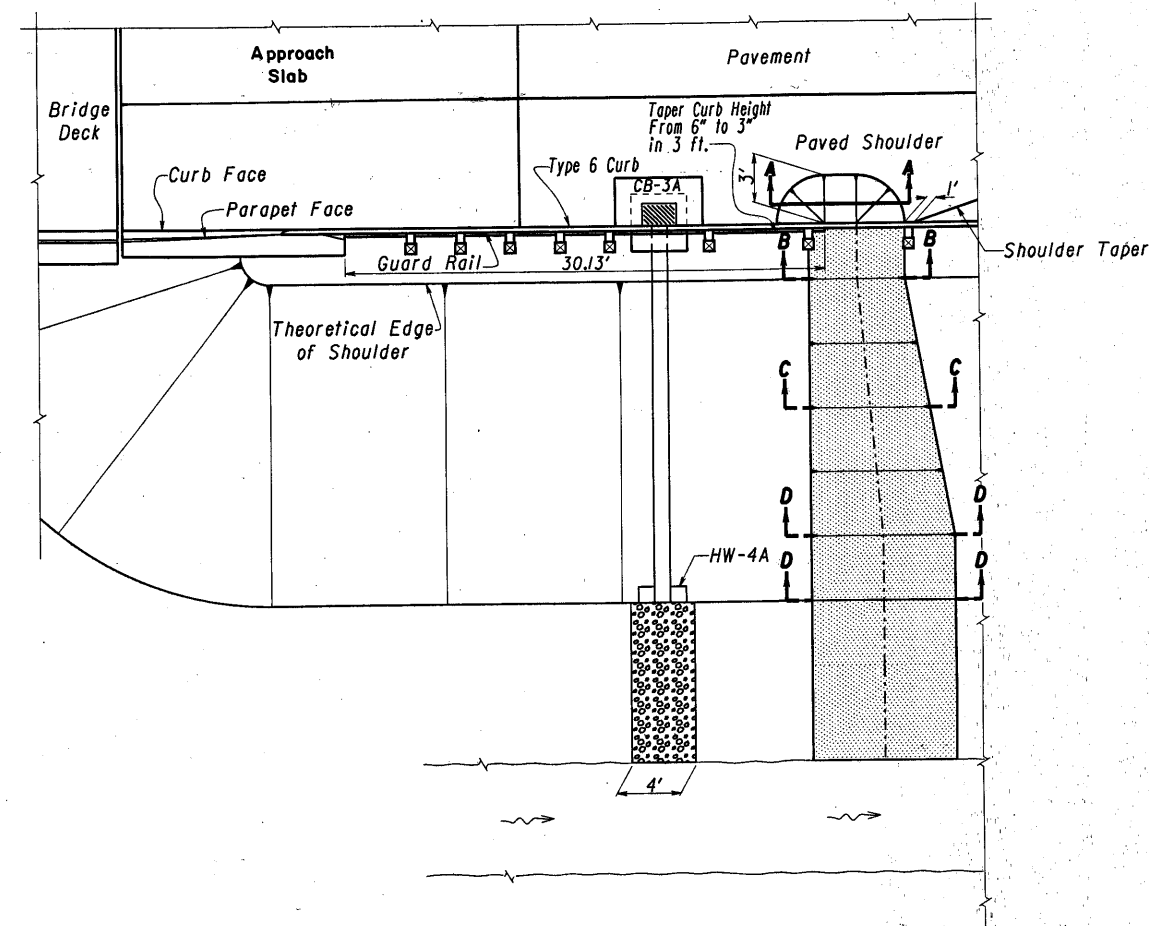 Approach
Slab
Pavement
Bridge
Deck
Taper Curb Height
From 6" to 3"
in 3 ft.
Paved Shoulder
Type 6 Curb
Curb Face
CB-3A
3'
A
A
1'
Parapet Face
B
B
Shoulder Taper
Guard Rail
30.13'
Theoretical Edge
of Shoulder
C
C
D
D
HW-4A
D
D
4'